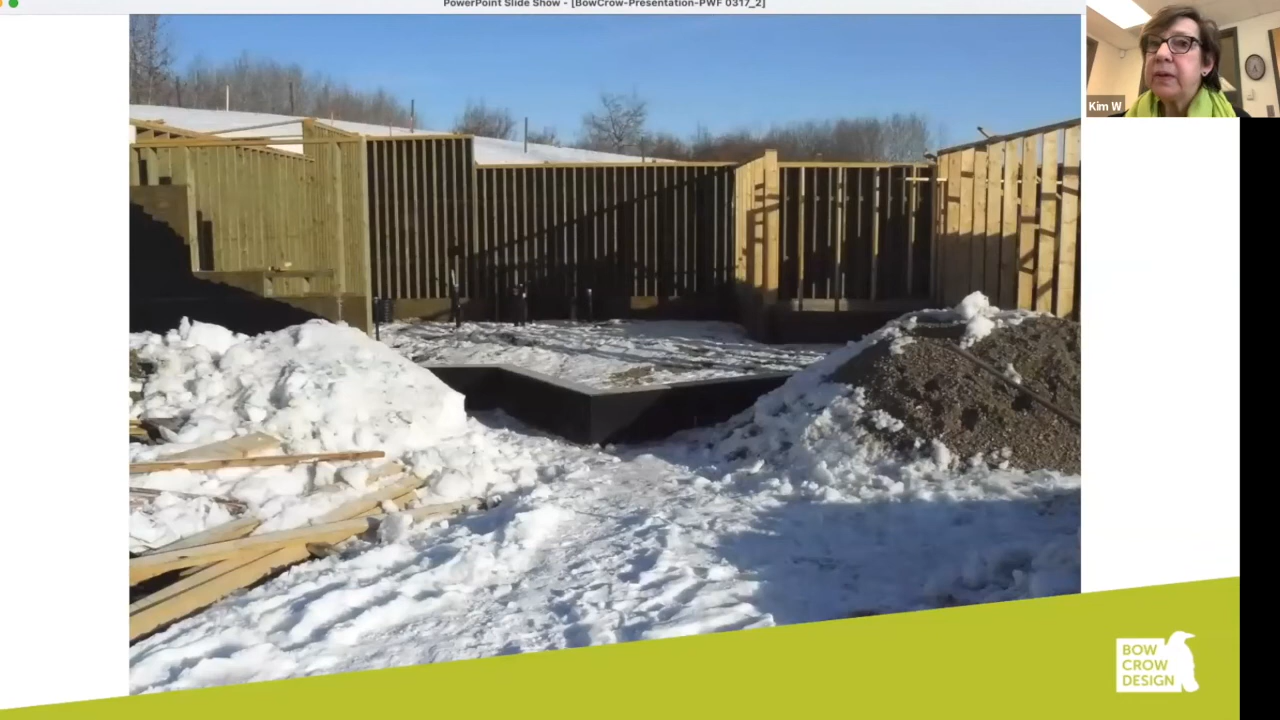 PowerPoint Slide Show - [BowCrow-Presentation-PWF 0317_2]
Kim W
BOW
CROW
DESIGN